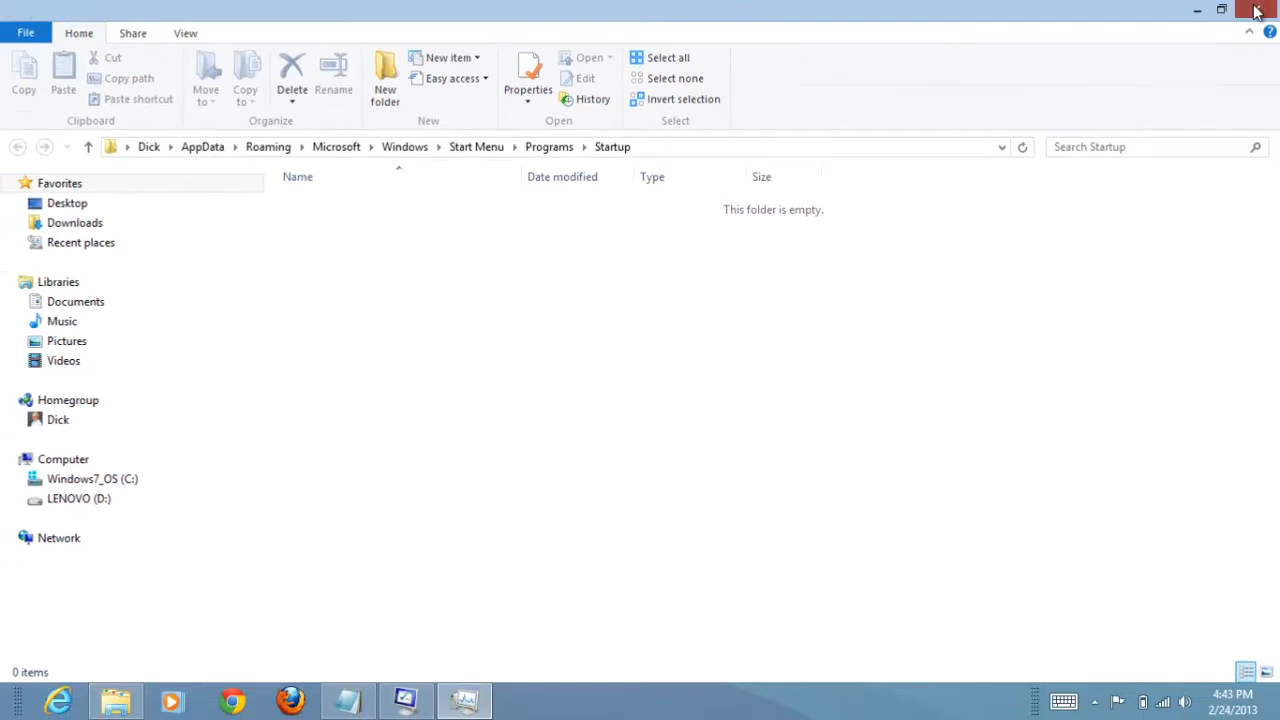 File Home Share View
Cut
Copy path
Paste shortcut
Copy Paste
Clipboard
Move to Copy to Delete Rename
Organize
New folder
New item
Easy access
New
Properties
Open
Edit
History
Open
Select all
Select none
Invert selection
Select
Dick AppData Roaming Microsoft Windows Start Menu Programs Startup
Search Startup
Favorites
Desktop
Downloads
Recent places
Libraries
Documents
Music
Pictures
Videos
Homegroup
Dick
Computer
Windows7_OS (C:)
LENOVO (D:)
Network
Name Date modified Type Size
This folder is empty.
0 items
4:43 PM
2/24/2013